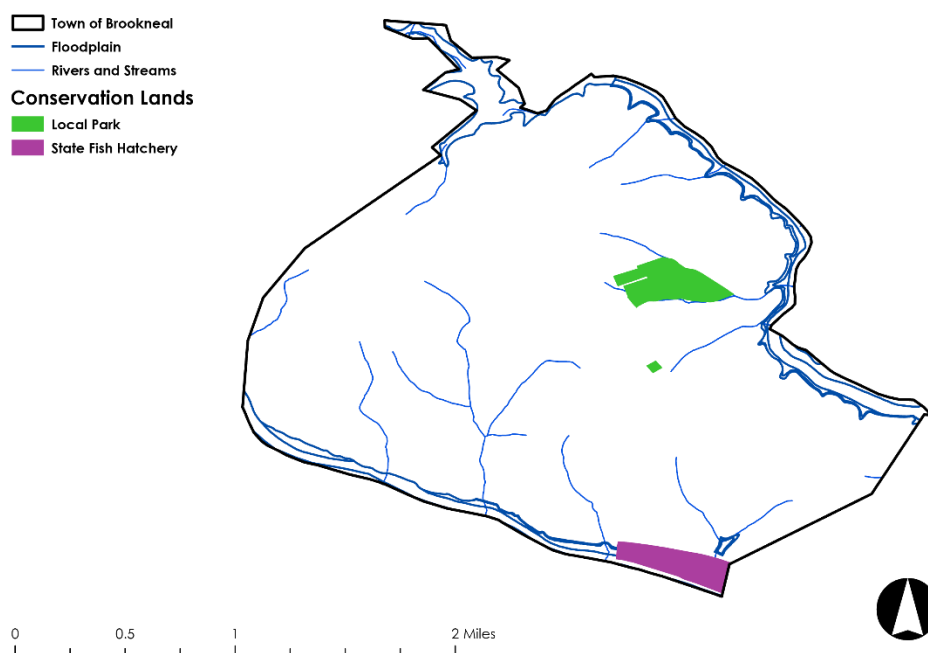 Town of Brookneal
Floodplain
Rivers and Streams
Conservation Lands
Local Park
State Fish Hatchery
0 0.5 1 2 Miles